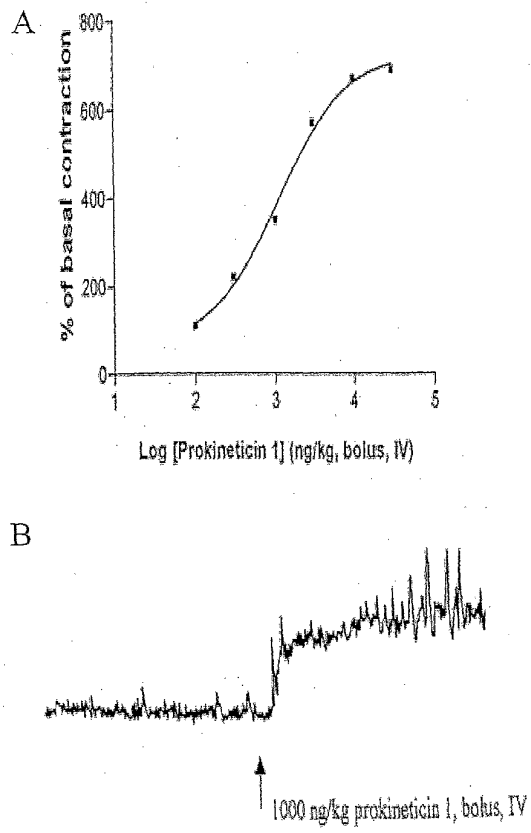 A
800
600
400
200
0
% of basal contraction
1 2 3 4 5
Log [Prokineticin 1] (ng/kg, bolus, IV)
B
1000 ng/kg prokineticin 1, bolus, IV